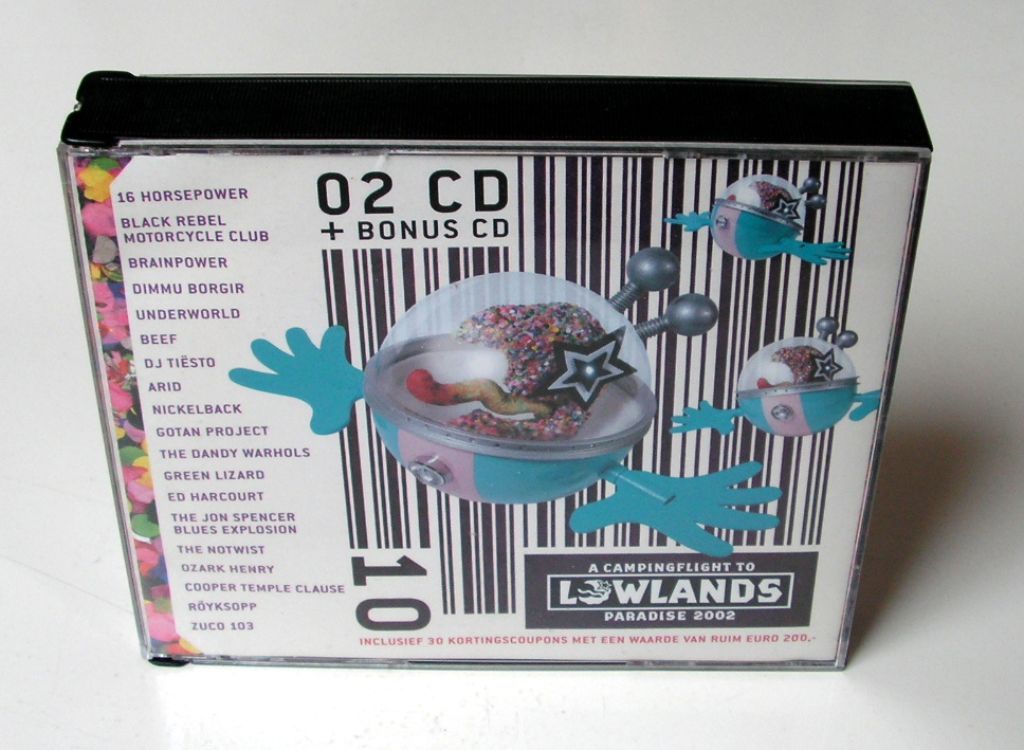 16 HORSEPOWER
BLACK REBEL
MOTORCYCLE CLUB
BRAINPOWER
DIMMU BORGIR
UNDERWORLD
BEEF
DJ TIËSTO
ARID
NICKELBACK
GOTAN PROJECT
THE DANDY WARHOLS
GREEN LIZARD
ED HARCOURT
THE JON SPENCER
BLUES EXPLOSION
THE NOTWIST
OZARK HENRY
COOPER TEMPLE CLAUSE
RÖYKSOPP
ZUCO 103
02 CD
+ BONUS CD
10
A CAMPINGFLIGHT TO
LOWLANDS
PARADISE 2002
INCLUSIEF 30 KORTINGSCOUPONS MET EEN WAARDE VAN RUIM EURO 200,-